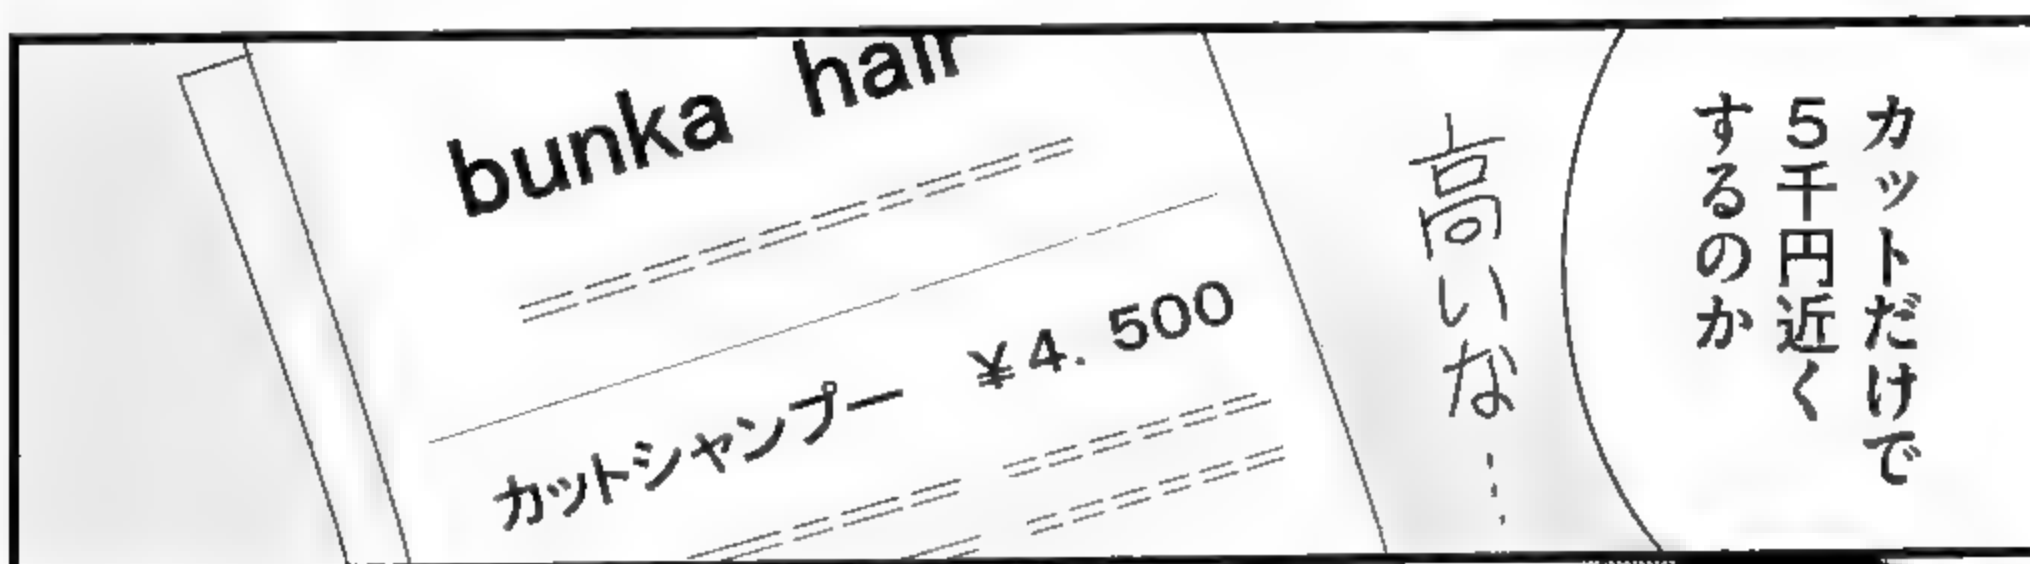 カットだけで
5千円近く
するのか
高いな…
bunka hair
カットシャンプー ¥4.500